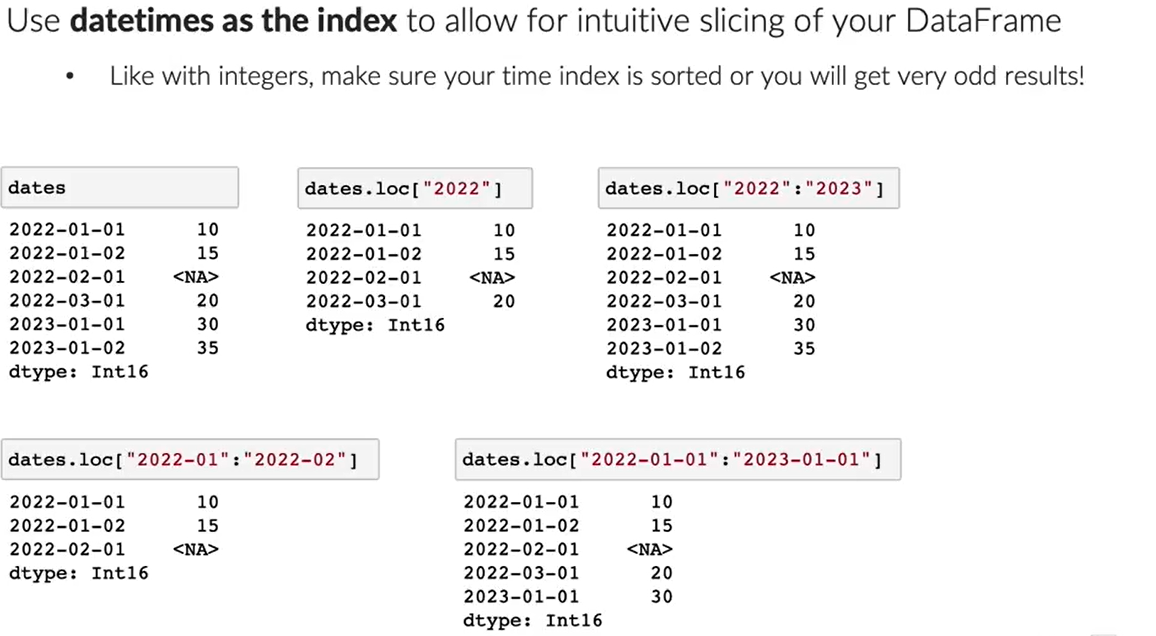 Use datetimes as the index to allow for intuitive slicing of your DataFrame
• Like with integers, make sure your time index is sorted or you will get very odd results!
dates
2022-01-01 10
2022-01-02 15
2022-02-01 <NA>
2022-03-01 20
2023-01-01 30
2023-01-02 35
dtype: Int16
dates.loc["2022"]
2022-01-01 10
2022-01-02 15
2022-02-01 <NA>
2022-03-01 20
dtype: Int16
dates.loc["2022":"2023"]
2022-01-01 10
2022-01-02 15
2022-02-01 <NA>
2022-03-01 20
2023-01-01 30
2023-01-02 35
dtype: Int16
dates.loc["2022-01":"2022-02"]
2022-01-01 10
2022-01-02 15
2022-02-01 <NA>
dtype: Int16
dates.loc["2022-01-01":"2023-01-01"]
2022-01-01 10
2022-01-02 15
2022-02-01 <NA>
2022-03-01 20
2023-01-01 30
dtype: Int16